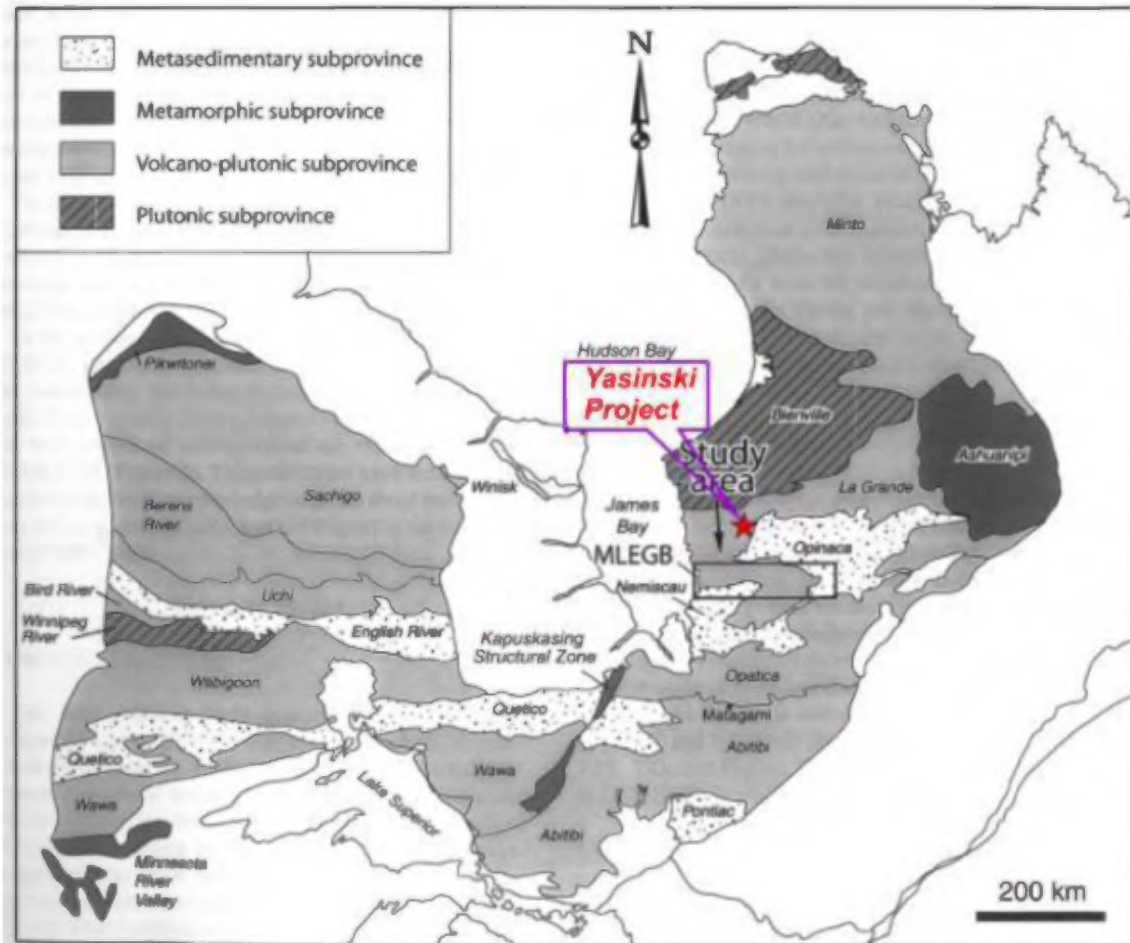 Metasedimentary subprovince
Metamorphic subprovince
Volcano-plutonic subprovince
Plutonic subprovince
N
Minto
Hudson Bay
Yasinski
Project
Pikwitonei
Bienville
Study
area
Ashuanipi
Sachigo
Winisk
La Grande
Berens
River
James
Bay
Opinaca
MLEGB
Nemiscau
Bird River
Uchi
Winnipeg
River
English River
Kapuskasing
Structural Zone
Wabigoon
Opatica
Quetico
Matagami
Abitibi
Quetico
Wawa
Lake Superior
Wawa
Pontiac
Abitibi
Minnesota
River
Valley
200 km